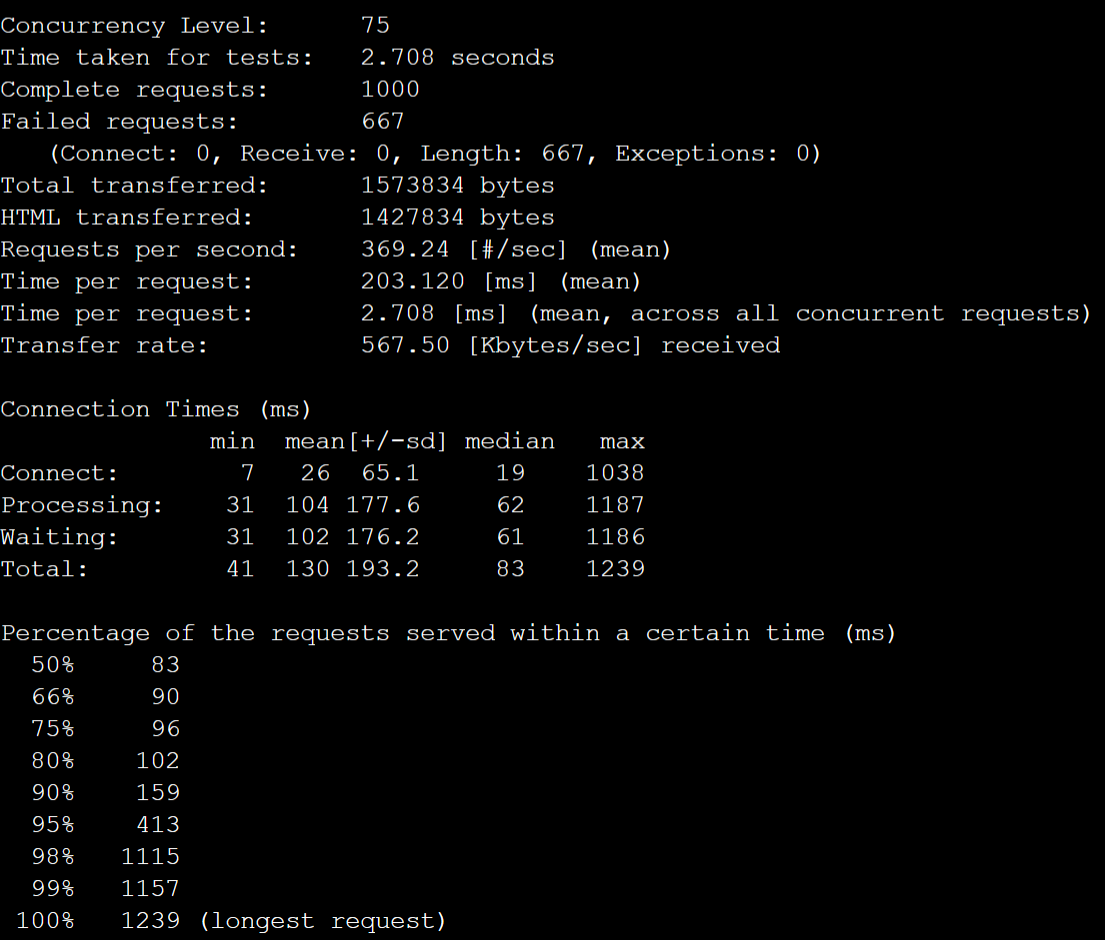 Concurrency Level:      75
Time taken for tests:   2.708 seconds
Complete requests:      1000
Failed requests:        667
   (Connect: 0, Receive: 0, Length: 667, Exceptions: 0)
Total transferred:      1573834 bytes
HTML transferred:       1427834 bytes
Requests per second:    369.24 [#/sec] (mean)
Time per request:       203.120 [ms] (mean)
Time per request:       2.708 [ms] (mean, across all concurrent requests)
Transfer rate:          567.50 [Kbytes/sec] received

Connection Times (ms)
              min  mean[+/-sd] median   max
Connect:        7   26  65.1     19    1038
Processing:    31  104 177.6     62    1187
Waiting:       31  102 176.2     61    1186
Total:         41  130 193.2     83    1239

Percentage of the requests served within a certain time (ms)
  50%     83
  66%     90
  75%     96
  80%    102
  90%    159
  95%    413
  98%   1115
  99%   1157
 100%   1239 (longest request)